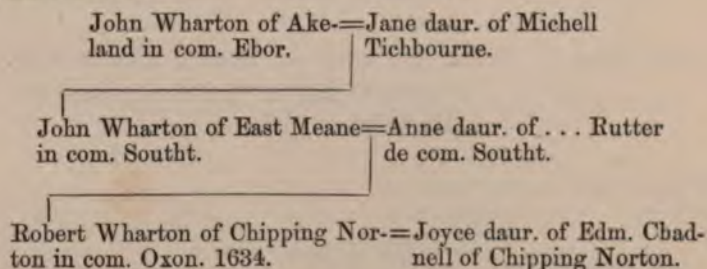 John Wharton of Ake-=Jane daur. of Michell
land in com. Ebor. Tichbourne.
John Wharton of East Meane=Anne daur. of . . . Rutter
in com. Southt. de com. Southt.
Robert Wharton of Chipping Nor-=Joyce daur. of Edm. Chad-
ton in com. Oxon. 1634. nell of Chipping Norton.